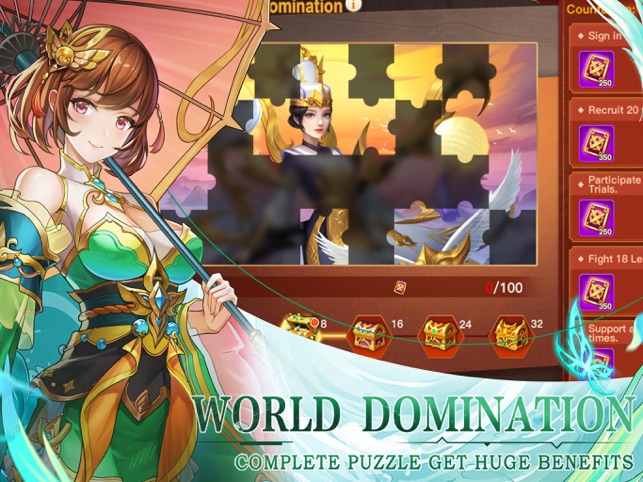 omination i
Sign in
250
Recruit 20
350
Participate
Trials.
250
Fight 18 Le
350
Support a
times.
0/100
8 16 24 32
WORLD DOMINATION
COMPLETE PUZZLE GET HUGE BENEFITS